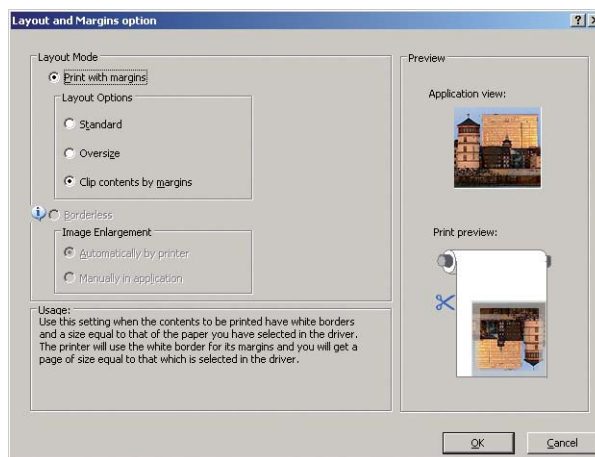 Layout and Margins option
Layout Mode
Print with margins
Layout Options
Standard
Oversize
Clip contents by margins
Borderless
Image Enlargement
Automatically by printer
Manually in application
Usage:
Use this setting when the contents to be printed have white borders
and a size equal to that of the paper you have selected in the driver.
The printer will use the white border for its margins and you will get a
page of size equal to that which is selected in the driver.
Preview
Application view:
Print preview:
OK
Cancel